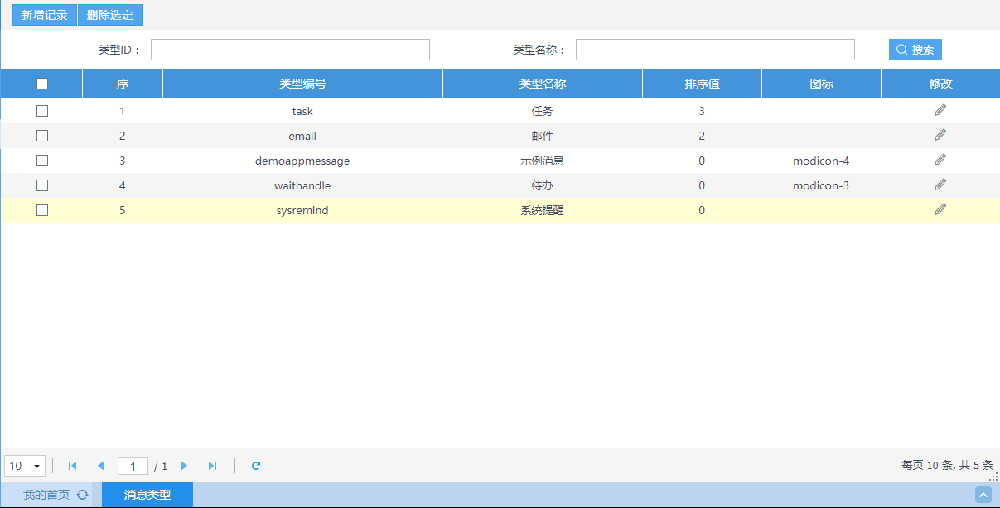 新增记录 删除选定
类型ID： 类型名称： 搜索
序 类型编号 类型名称 排序值 图标 修改
1 task 任务 3
2 email 邮件 2
3 demoappmessage 示例消息 0 modicon-4
4 waithandle 待办 0 modicon-3
5 sysremind 系统提醒 0
10 1 / 1 每页 10 条, 共 5 条
我的首页 消息类型